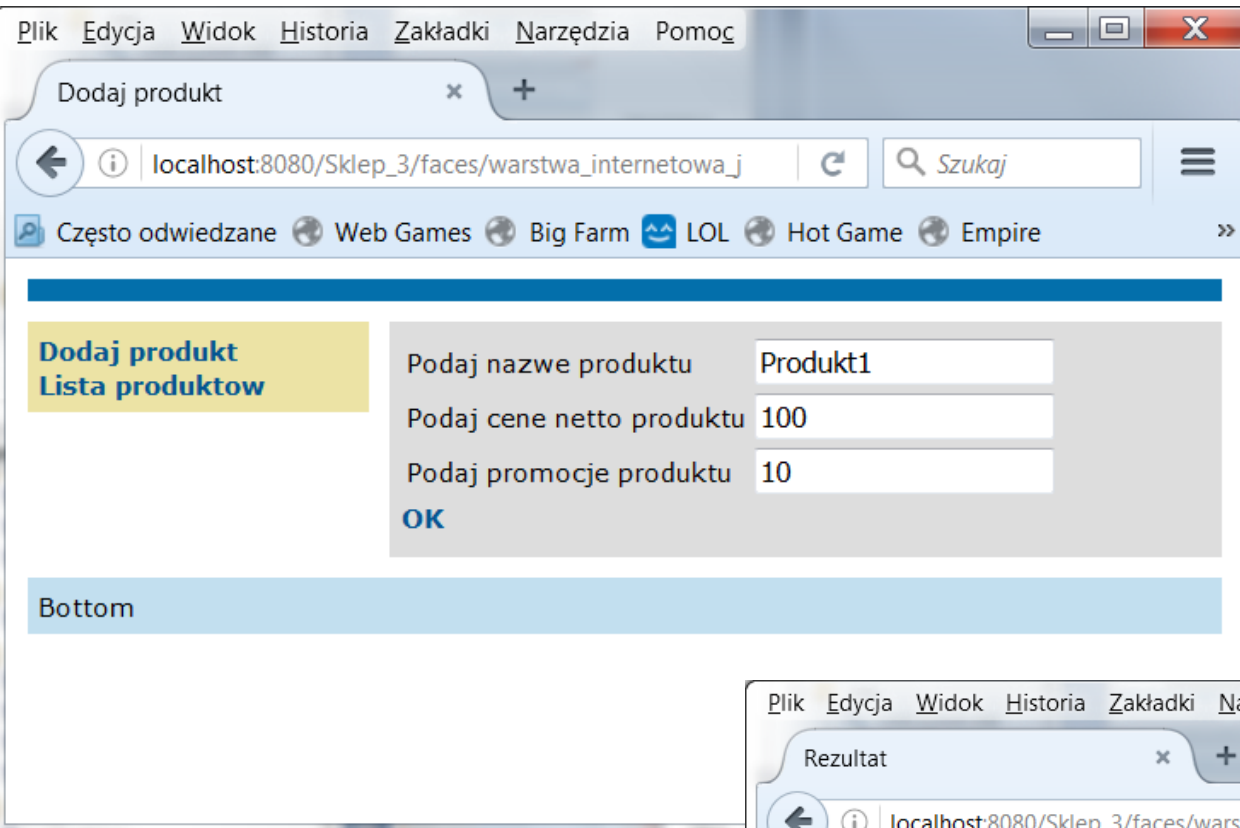 Plik Edycja Widok Historia Zakładki Narzędzia Pomoc
Dodaj produkt
localhost:8080/Sklep_3/faces/warstwa_internetowa_j
Szukaj
Często odwiedzane Web Games Big Farm LOL Hot Game Empire
Dodaj produkt
Lista produktow
Podaj nazwe produktu Produkt1
Podaj cene netto produktu 100
Podaj promocje produktu 10
OK
Bottom
Plik Edycja Widok Historia Zakładki Na
Rezultat
localhost:8080/Sklep_3/faces/wars